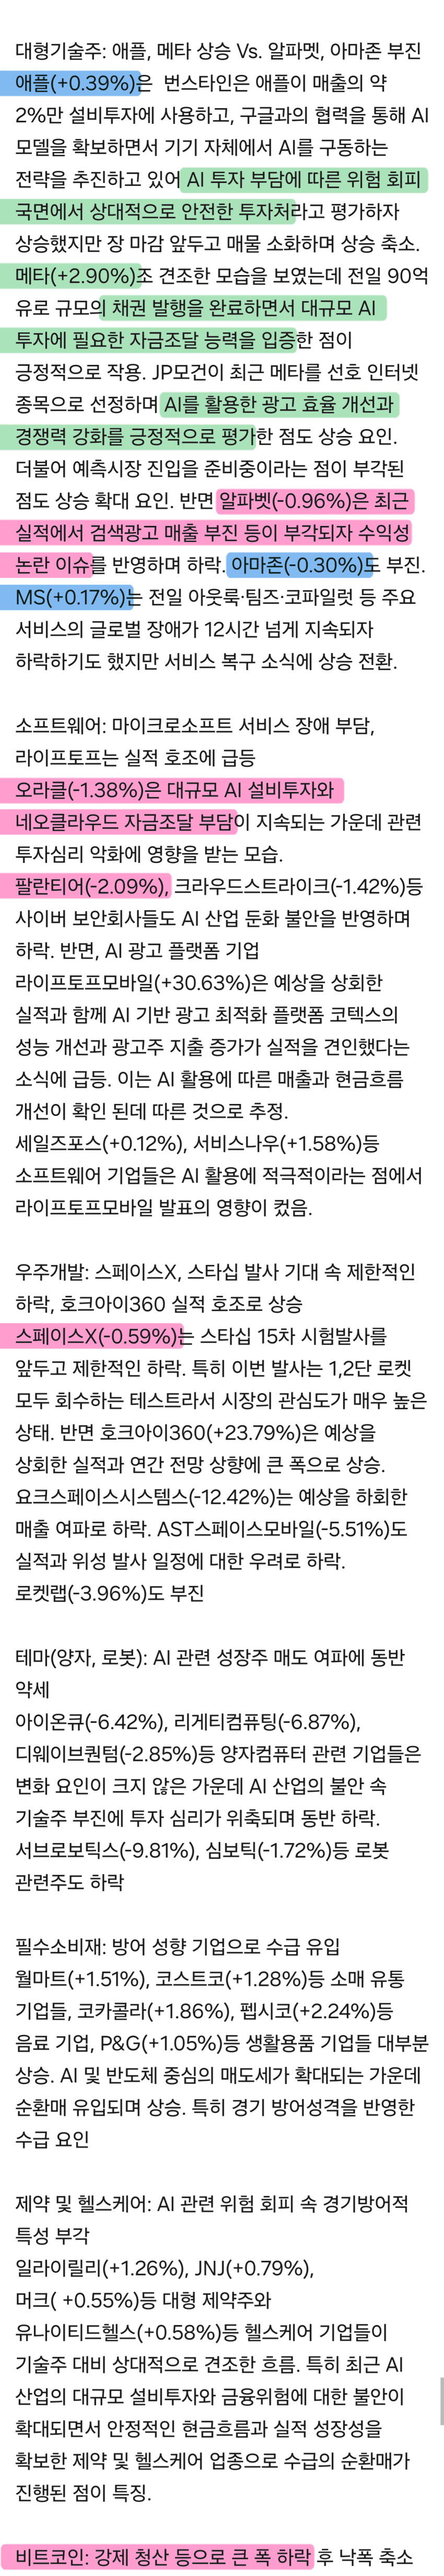 대형기술주: 애플, 메타 상승 Vs. 알파멧, 아마존 부진
애플(+0.39%)은  번스타인은 애플이 매출의 약
2%만 설비투자에 사용하고, 구글과의 협력을 통해 AI
모델을 확보하면서 기기 자체에서 AI를 구동하는
전략을 추진하고 있어 AI 투자 부담에 따른 위험 회피
국면에서 상대적으로 안전한 투자처라고 평가하자
상승했지만 장 마감 앞두고 매물 소화하며 상승 축소.
메타(+2.90%)조 견조한 모습을 보였는데 전일 90억
유로 규모의 채권 발행을 완료하면서 대규모 AI
투자에 필요한 자금조달 능력을 입증한 점이
긍정적으로 작용. JP모건이 최근 메타를 선호 인터넷
종목으로 선정하며 AI를 활용한 광고 효율 개선과
경쟁력 강화를 긍정적으로 평가한 점도 상승 요인.
더불어 예측시장 진입을 준비중이라는 점이 부각된
점도 상승 확대 요인. 반면 알파벳(-0.96%)은 최근
실적에서 검색광고 매출 부진 등이 부각되자 수익성
논란 이슈를 반영하며 하락. 아마존(-0.30%)도 부진.
MS(+0.17%)는 전일 아웃룩·팀즈·코파일럿 등 주요
서비스의 글로벌 장애가 12시간 넘게 지속되자
하락하기도 했지만 서비스 복구 소식에 상승 전환.
소프트웨어: 마이크로소프트 서비스 장애 부담,
라이프토프는 실적 호조에 급등
오라클(-1.38%)은 대규모 AI 설비투자와
네오클라우드 자금조달 부담이 지속되는 가운데 관련
투자심리 악화에 영향을 받는 모습.
팔란티어(-2.09%), 크라우드스트라이크(-1.42%)등
사이버 보안회사들도 AI 산업 둔화 불안을 반영하며
하락. 반면, AI 광고 플랫폼 기업
라이프토프모바일(+30.63%)은 예상을 상회한
실적과 함께 AI 기반 광고 최적화 플랫폼 코텍스의
성능 개선과 광고주 지출 증가가 실적을 견인했다는
소식에 급등. 이는 AI 활용에 따른 매출과 현금흐름
개선이 확인 된데 따른 것으로 추정.
세일즈포스(+0.12%), 서비스나우(+1.58%)등
소프트웨어 기업들은 AI 활용에 적극적이라는 점에서
라이프토프모바일 발표의 영향이 컸음.
우주개발: 스페이스X, 스타십 발사 기대 속 제한적인
하락, 호크아이360 실적 호조로 상승
스페이스X(-0.59%)는 스타십 15차 시험발사를
앞두고 제한적인 하락. 특히 이번 발사는 1,2단 로켓
모두 회수하는 테스트라서 시장의 관심도가 매우 높은
상태. 반면 호크아이360(+23.79%)은 예상을
상회한 실적과 연간 전망 상향에 큰 폭으로 상승.
요크스페이스시스템스(-12.42%)는 예상을 하회한
매출 여파로 하락. AST스페이스모바일(-5.51%)도
실적과 위성 발사 일정에 대한 우려로 하락.
로켓랩(-3.96%)도 부진
테마(양자, 로봇): AI 관련 성장주 매도 여파에 동반
약세
아이온큐(-6.42%), 리게티컴퓨팅(-6.87%),
디웨이브퀀텀(-2.85%)등 양자컴퓨터 관련 기업들은
변화 요인이 크지 않은 가운데 AI 산업의 불안 속
기술주 부진에 투자 심리가 위축되며 동반 하락.
서브로보틱스(-9.81%), 심보틱(-1.72%)등 로봇
관련주도 하락
필수소비재: 방어 성향 기업으로 수급 유입
월마트(+1.51%), 코스트코(+1.28%)등 소매 유통
기업들, 코카콜라(+1.86%), 펩시코(+2.24%)등
음료 기업, P&G(+1.05%)등 생활용품 기업들 대부분
상승. AI 및 반도체 중심의 매도세가 확대되는 가운데
순환매 유입되며 상승. 특히 경기 방어성격을 반영한
수급 요인
제약 및 헬스케어: AI 관련 위험 회피 속 경기방어적
특성 부각
일라이릴리(+1.26%), JNJ(+0.79%),
머크( +0.55%)등 대형 제약주와
유나이티드헬스(+0.58%)등 헬스케어 기업들이
기술주 대비 상대적으로 견조한 흐름. 특히 최근 AI
산업의 대규모 설비투자와 금융위험에 대한 불안이
확대되면서 안정적인 현금흐름과 실적 성장성을
확보한 제약 및 헬스케어 업종으로 수급의 순환매가
진행된 점이 특징.
비트코인: 강제 청산 등으로 큰 폭 하락 후 낙폭 축소